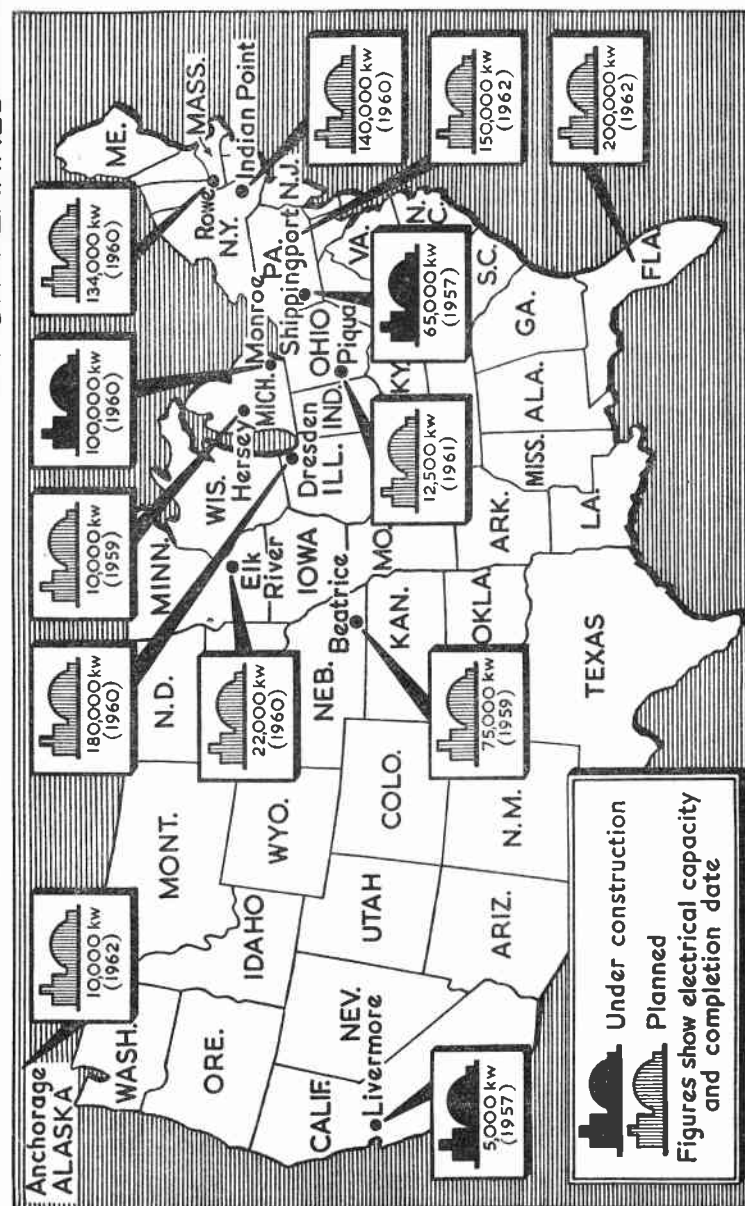 Anchorage
ALASKA
10,000 kw
(1962)
180,000 kw
(1960)
10,000 kw
(1959)
100,000 kw
(1960)
134,000 kw
(1960)
WASH.
MONT.
N.D.
MINN.
WIS.
Hersey
MICH.
Monroe
ME.
MASS.
Rowe
N.Y.
Indian Point
ORE.
IDAHO
WYO.
22,000 kw
(1960)
Elk
River
IOWA
Dresden
ILL.
IND.
OHIO
Piqua
Shippingport
PA.
N.J.
140,000 kw
(1960)
CALIF.
Livermore
NEV.
UTAH
COLO.
NEB.
Beatrice
KAN.
MO.
KY.
VA.
N.
C.
150,000 kw
(1962)
5,000 kw
(1957)
ARIZ.
N.M.
75,000 kw
(1959)
OKLA.
ARK.
12,500 kw
(1961)
65,000 kw
(1957)
S.C.
TEXAS
LA.
MISS.
ALA.
GA.
FLA.
200,000 kw
(1962)
Under construction
Planned
Figures show electrical capacity
and completion date